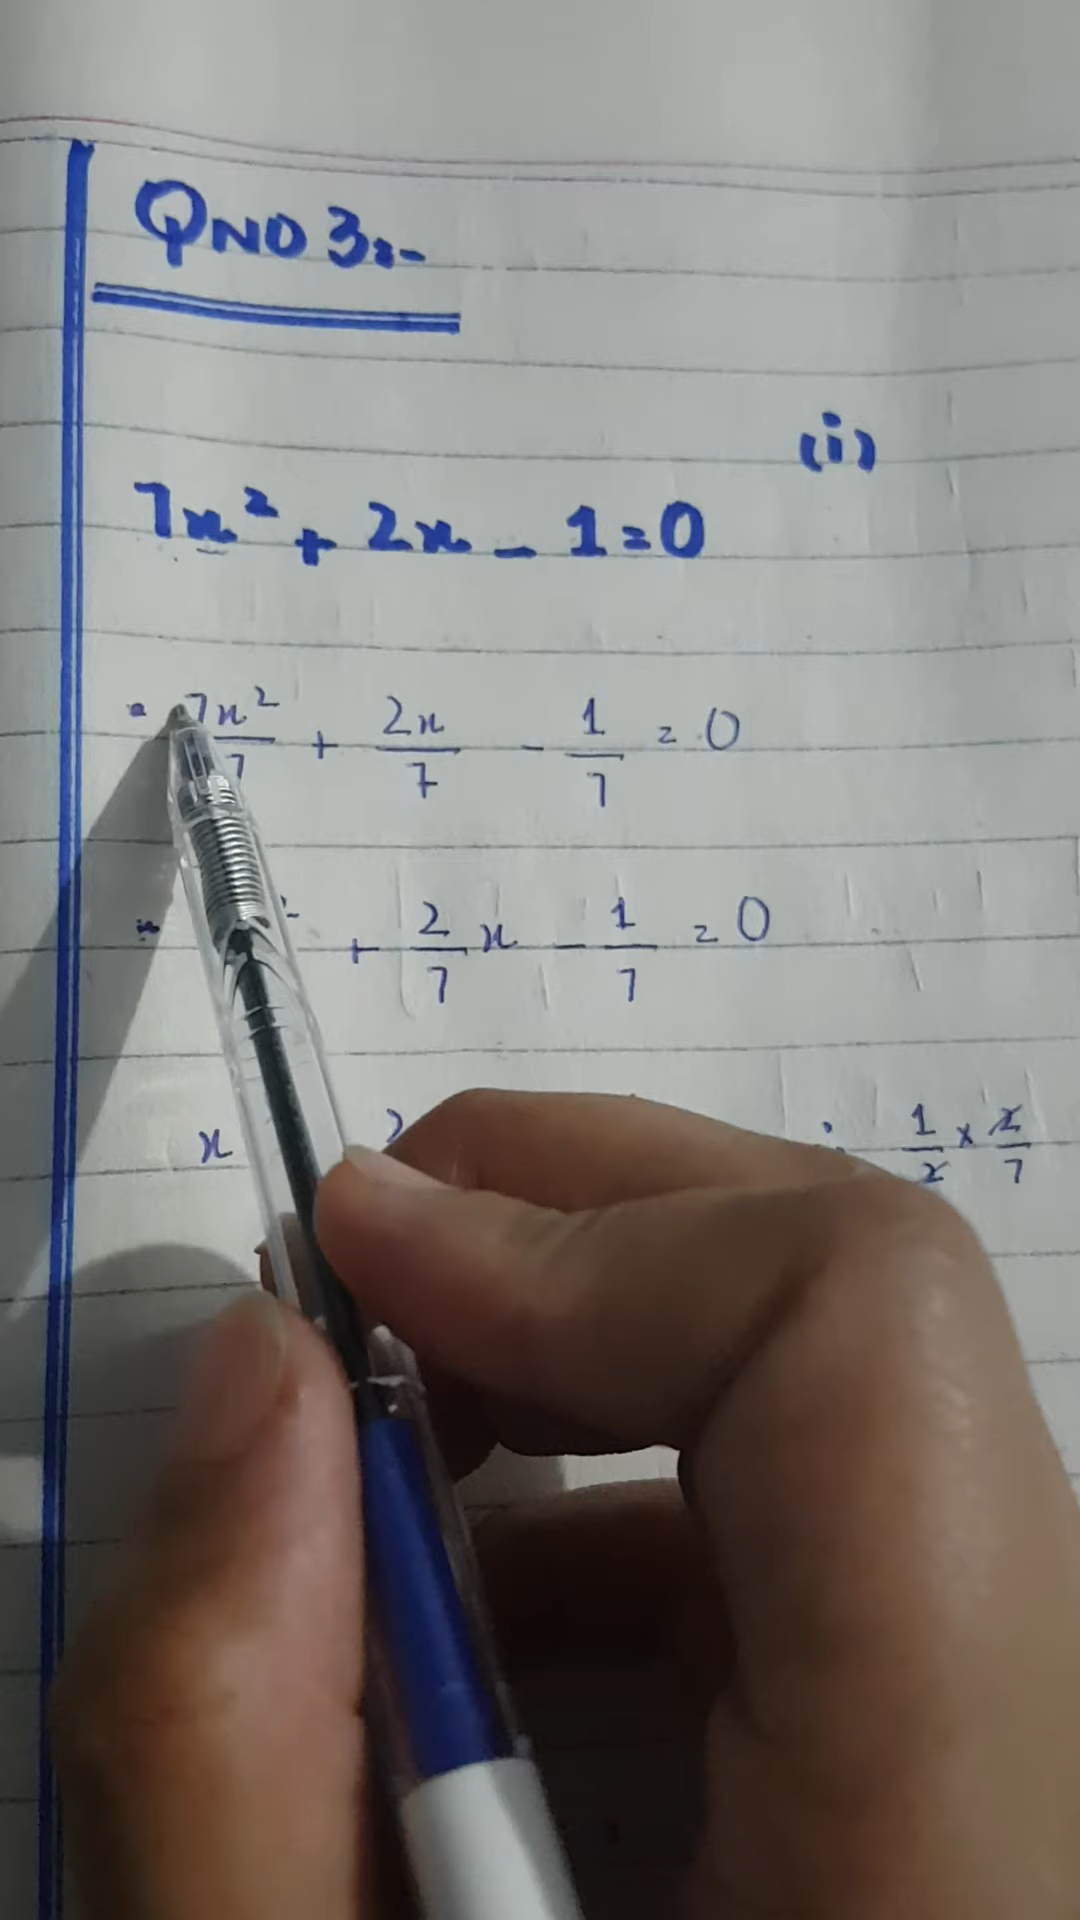 QNO 3:-
(i)
7x² + 2x - 1 = 0
= 7x²/7 + 2x/7 - 1/7 = 0
+ 2/7 x - 1/7 = 0
x 2 ∴ 1/2 × 2/7